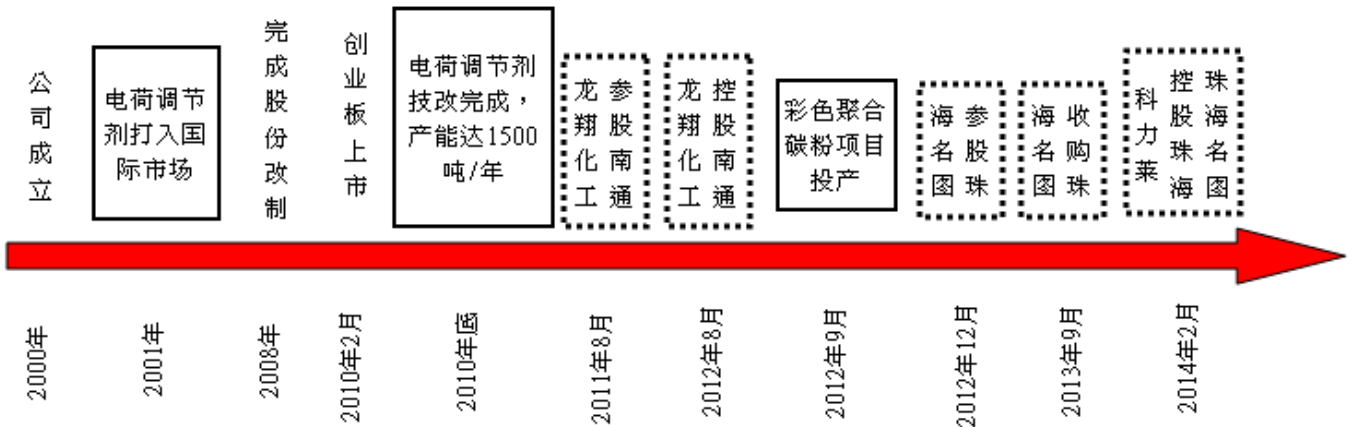 公司成立
电荷调节
剂打入国
际市场
完成股份改制
创业板上市
电荷调节剂
技改完成，
产能达1500
吨/年
参股南通
龙翔化工
控股南通
龙翔化工
彩色聚合
碳粉项目
投产
参股珠
海名图
收购珠
海名图
珠海名图
控股珠海
科力莱
2000年
2001年
2008年
2010年2月
2010年底
2011年8月
2012年8月
2012年9月
2012年12月
2013年9月
2014年2月